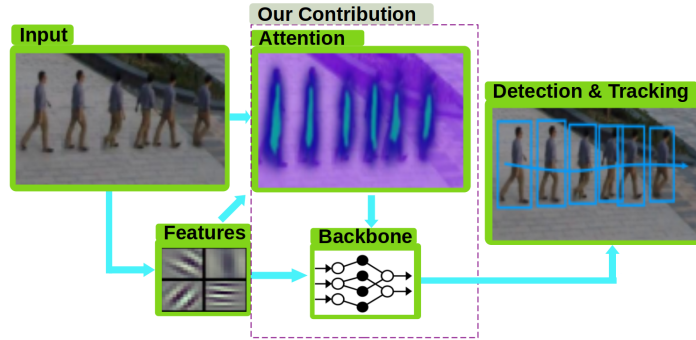 Our Contribution
Input
Attention
Detection & Tracking
Features
Backbone